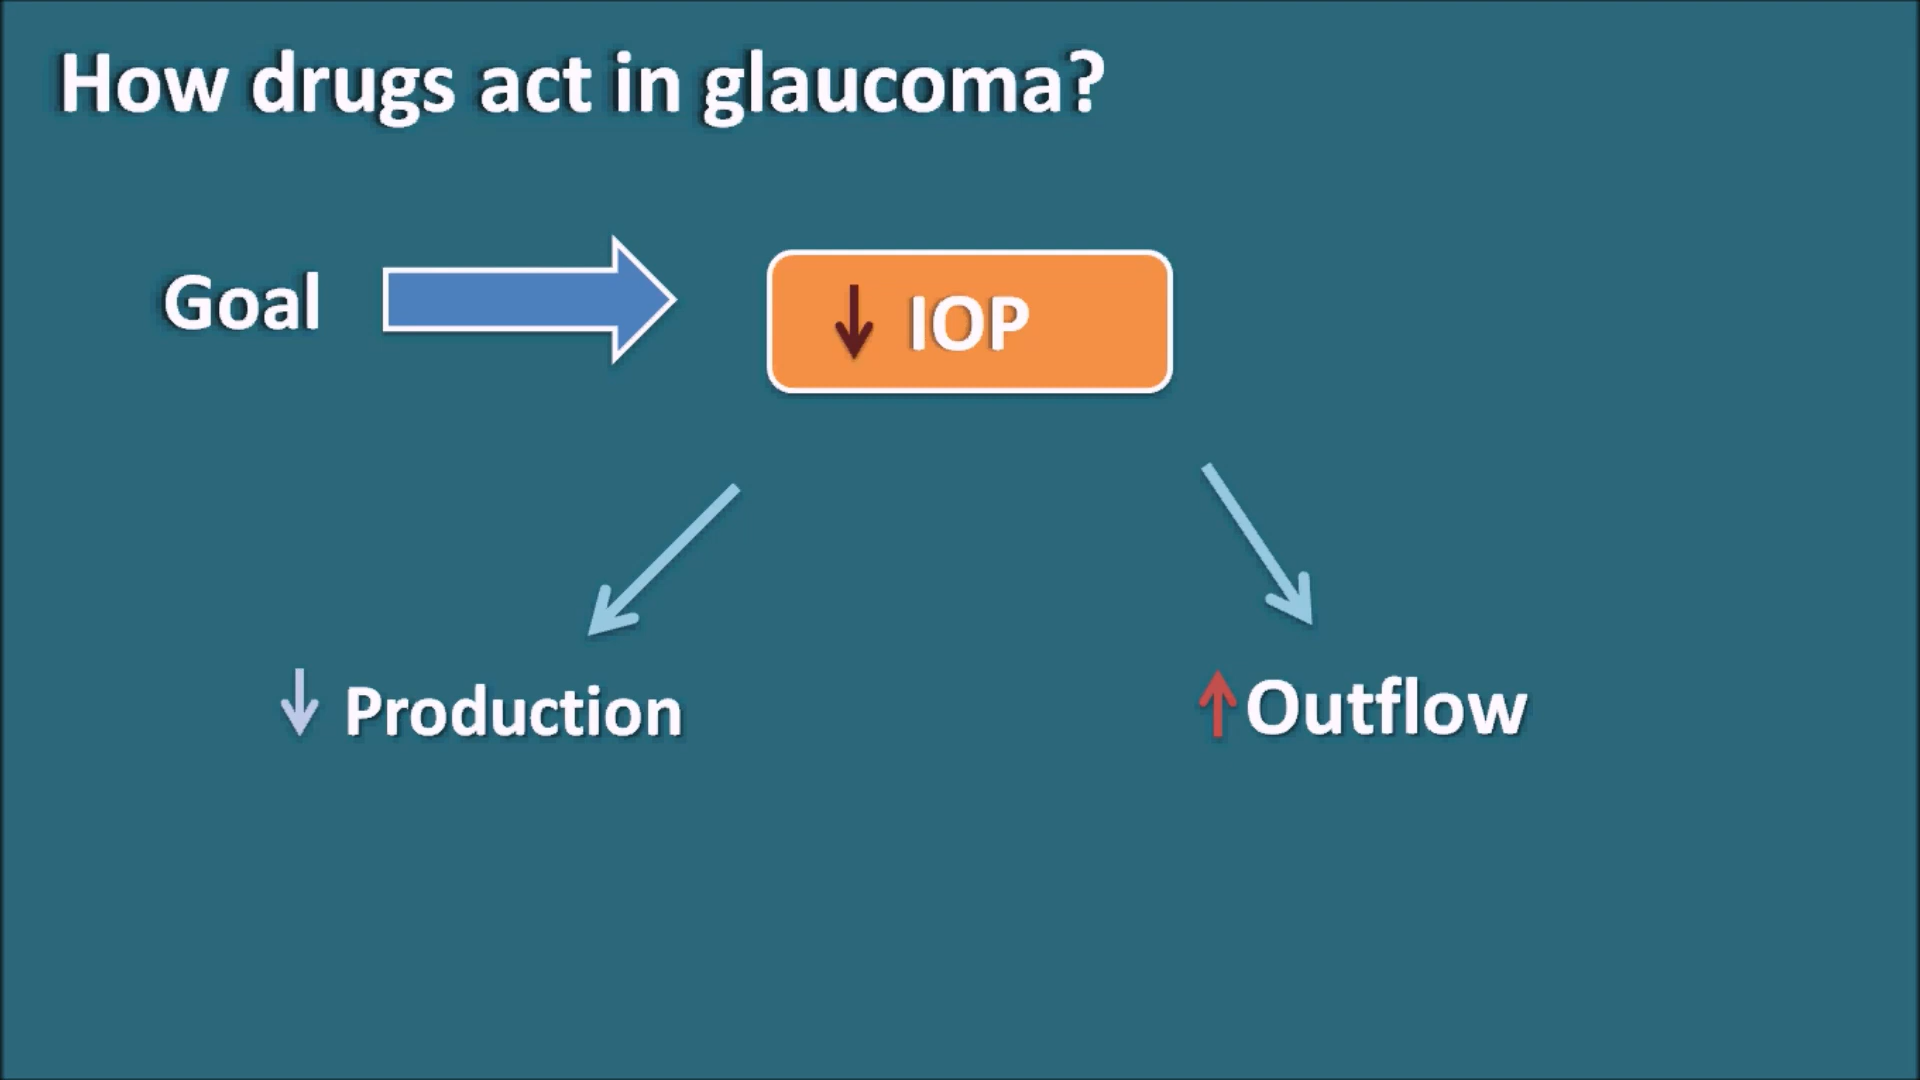 How drugs act in glaucoma?
Goal
↓ IOP
↓ Production
↑ Outflow